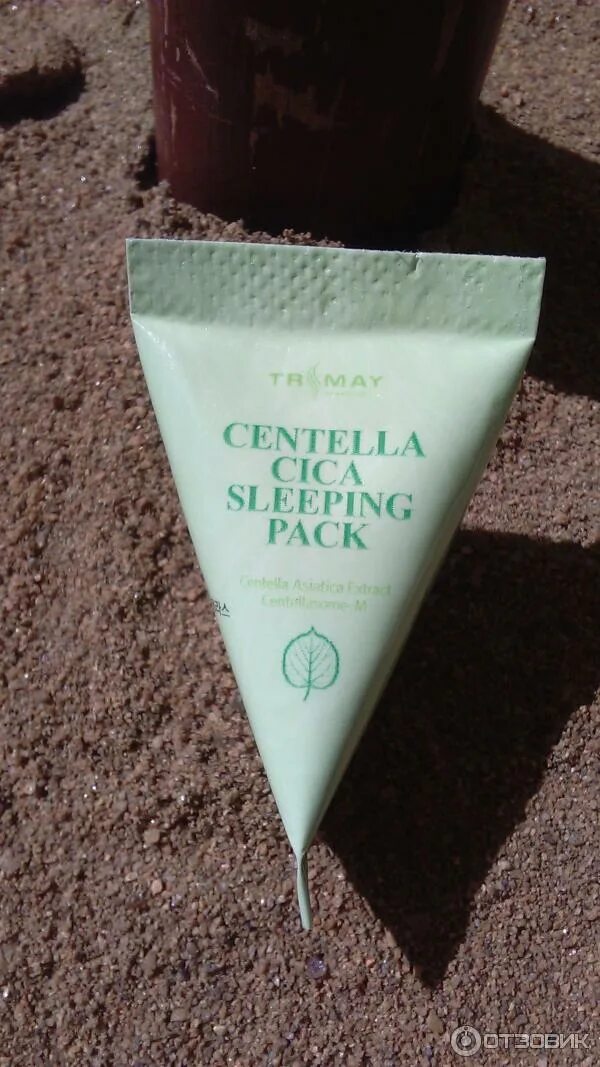 TRIMAY
CENTELLA
CICA
SLEEPING
PACK
Centella Asiatica Extract
Centellasome-M
ОТЗОВИК